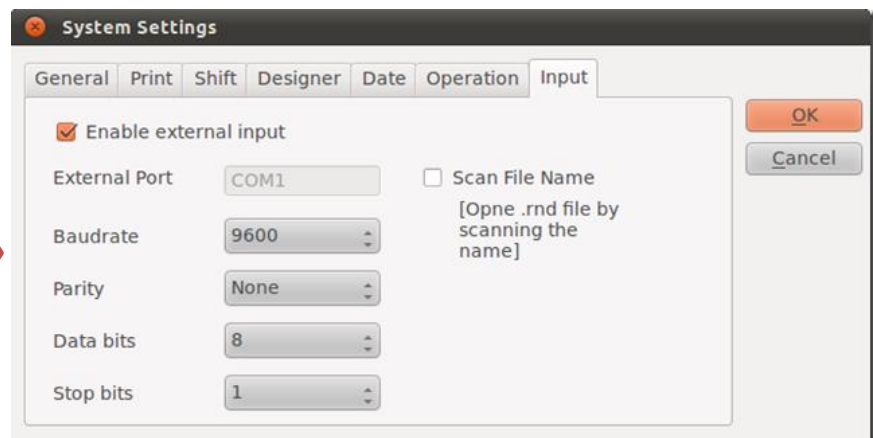 System Settings
General Print Shift Designer Date Operation Input
Enable external input
OK
Cancel
External Port COM1
Scan File Name
[Opne .rnd file by
scanning the
name]
Baudrate 9600
Parity None
Data bits 8
Stop bits 1